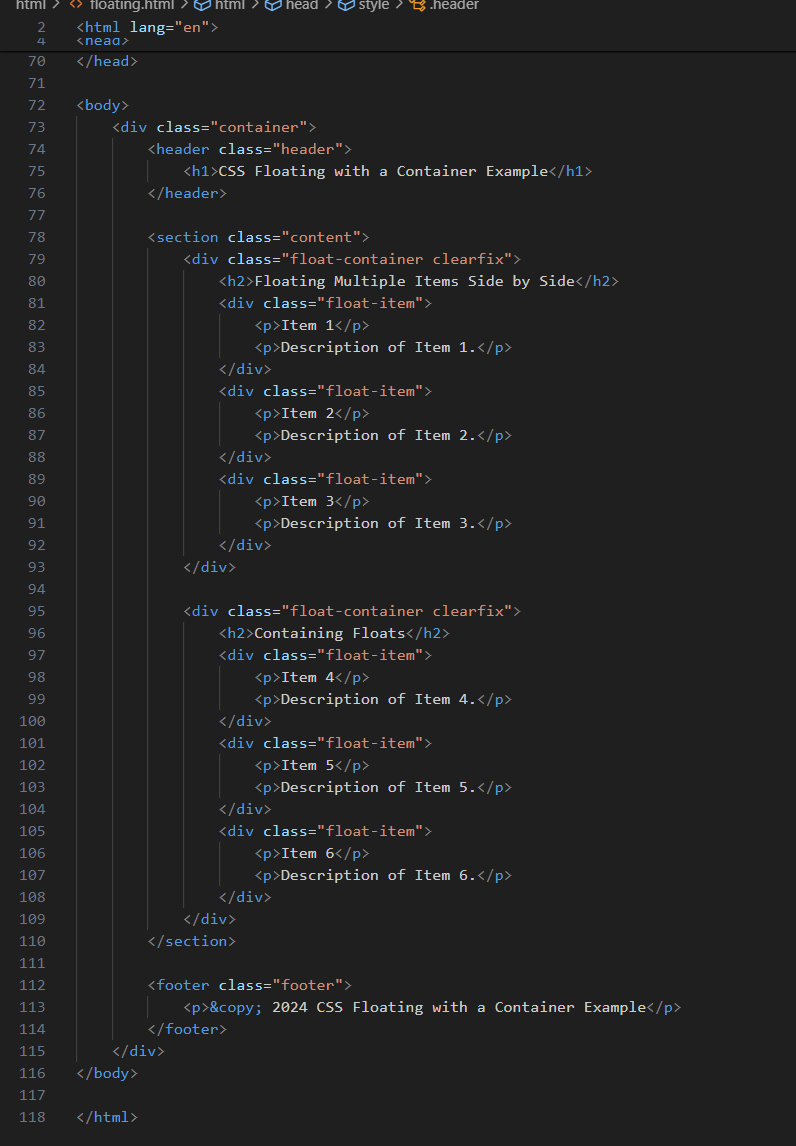 html > <> floating.html > html > head > style > .header
2 <html lang="en">
4 <head>
70 </head>
71
72 <body>
73 <div class="container">
74 <header class="header">
75 <h1>CSS Floating with a Container Example</h1>
76 </header>
77
78 <section class="content">
79 <div class="float-container clearfix">
80 <h2>Floating Multiple Items Side by Side</h2>
81 <div class="float-item">
82 <p>Item 1</p>
83 <p>Description of Item 1.</p>
84 </div>
85 <div class="float-item">
86 <p>Item 2</p>
87 <p>Description of Item 2.</p>
88 </div>
89 <div class="float-item">
90 <p>Item 3</p>
91 <p>Description of Item 3.</p>
92 </div>
93 </div>
94
95 <div class="float-container clearfix">
96 <h2>Containing Floats</h2>
97 <div class="float-item">
98 <p>Item 4</p>
99 <p>Description of Item 4.</p>
100 </div>
101 <div class="float-item">
102 <p>Item 5</p>
103 <p>Description of Item 5.</p>
104 </div>
105 <div class="float-item">
106 <p>Item 6</p>
107 <p>Description of Item 6.</p>
108 </div>
109 </div>
110 </section>
111
112 <footer class="footer">
113 <p>&copy; 2024 CSS Floating with a Container Example</p>
114 </footer>
115 </div>
116 </body>
117
118 </html>